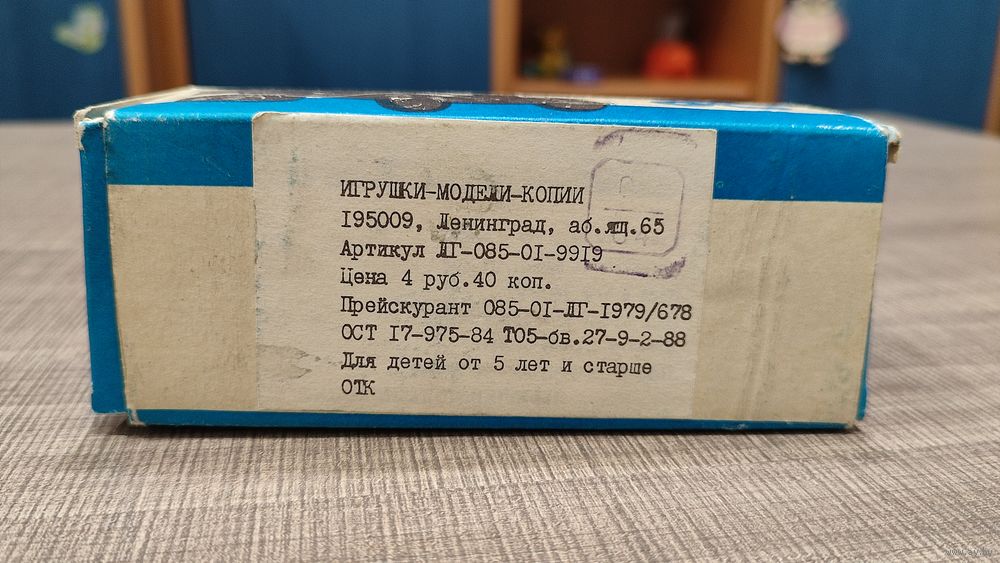 ИГРУШКИ-МОДЕЛИ-КОПИИ
I95009, Ленинград, аб.ящ.65
Артикул ЛГ-085-0I-99I9
Цена 4 руб.40 коп.
Прейскурант 085-0I-ЛГ-I979/678
ОСТ I7-975-84 Т05-бв.27-9-2-88
Для детей от 5 лет и старше
ОТК